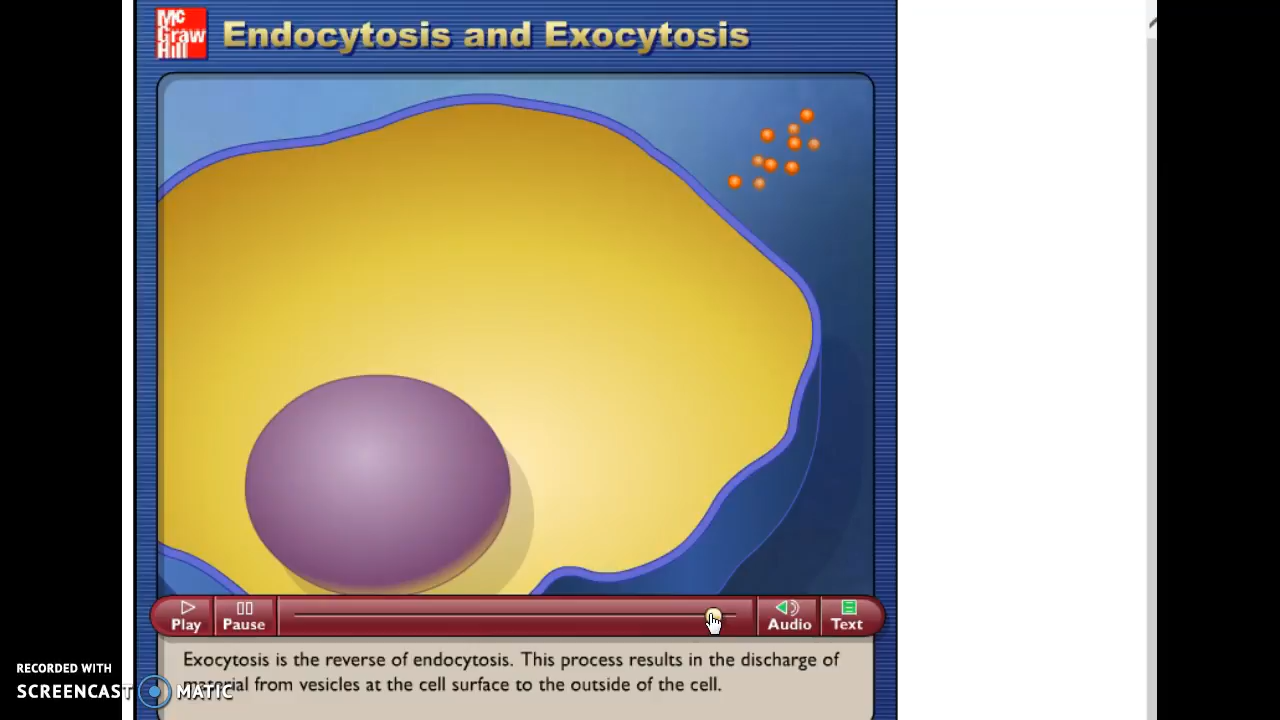 Mc
Graw
Hill
Endocytosis and Exocytosis
Play
Pause
Audio
Text
Exocytosis is the reverse of endocytosis. This process results in the discharge of
from vesicles at the cell surface to the outside of the cell.
RECORDED WITH
SCREENCAST MATIC